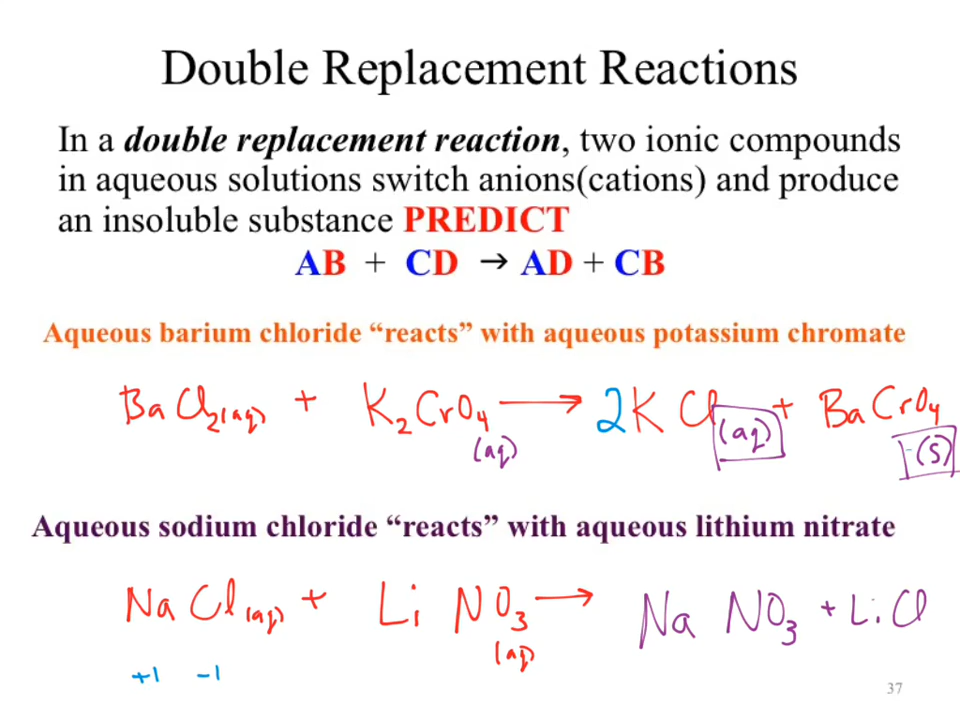 Double Replacement Reactions
In a double replacement reaction, two ionic compounds
in aqueous solutions switch anions(cations) and produce
an insoluble substance PREDICT
AB + CD → AD + CB
Aqueous barium chloride “reacts” with aqueous potassium chromate
BaCl2(aq) + K2CrO4(aq) → 2KCl(aq) + BaCrO4(s)
Aqueous sodium chloride “reacts” with aqueous lithium nitrate
NaCl(aq) + LiNO3(aq) → NaNO3 + LiCl
+1 -1
37